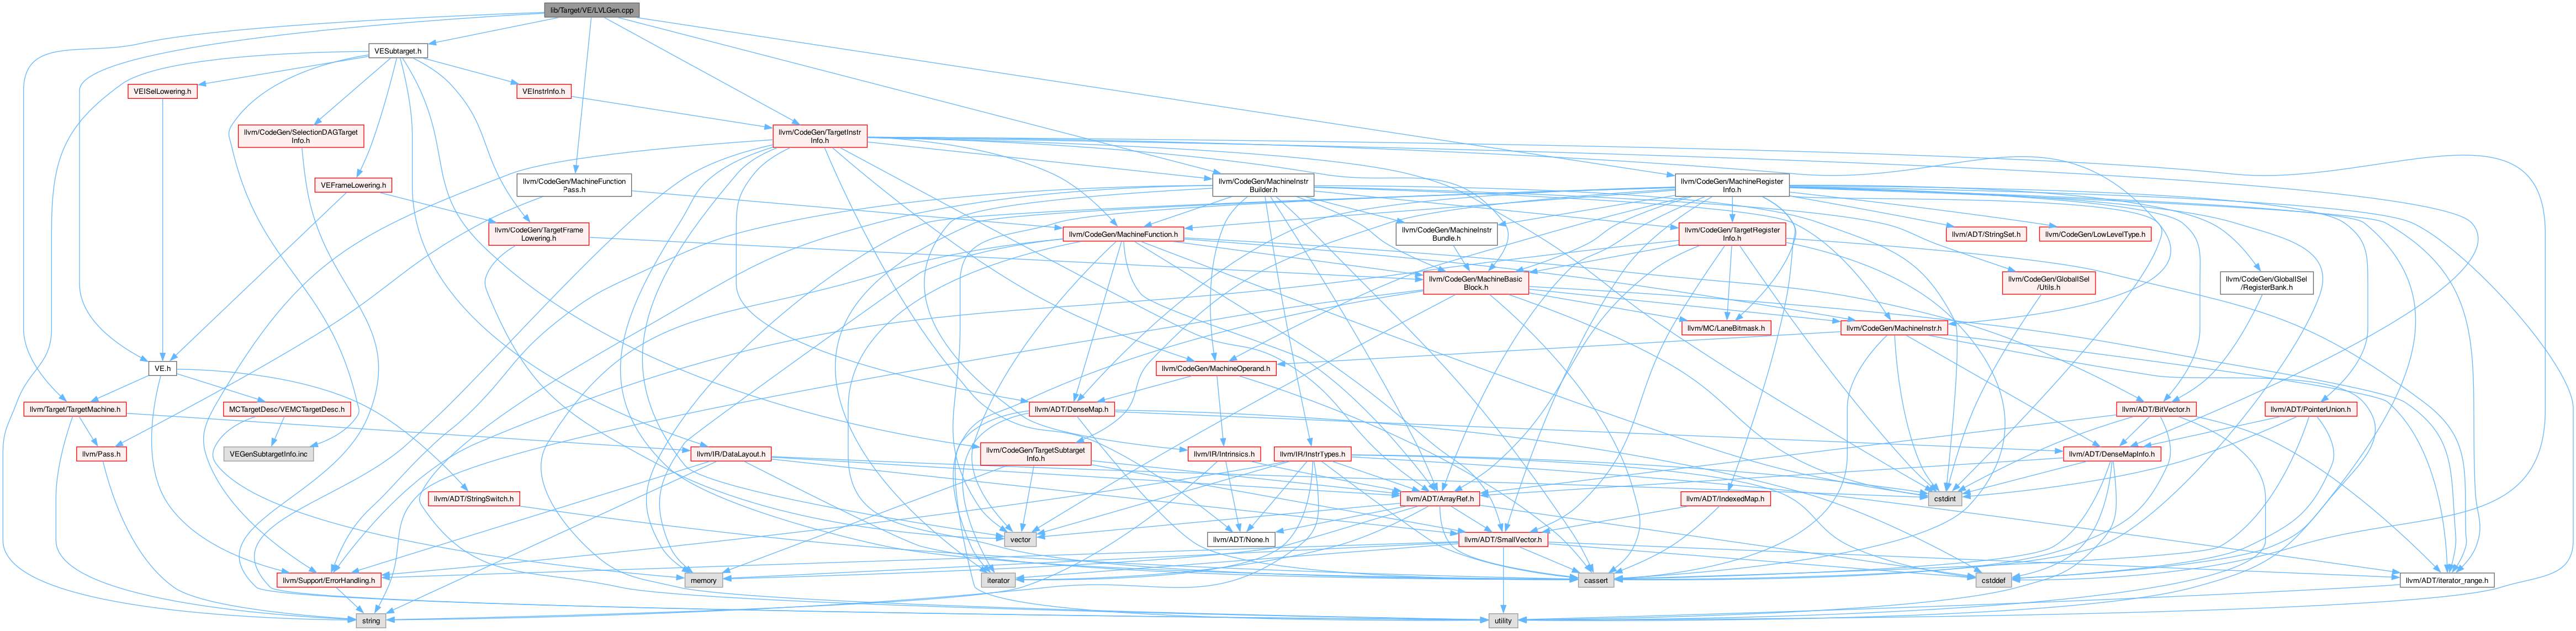 lib/Target/VE/LVLGen.cpp
VESubtarget.h
VEISelLowering.h
VEInstrInfo.h
llvm/CodeGen/SelectionDAGTarget
Info.h
llvm/CodeGen/TargetInstr
Info.h
VEFrameLowering.h
llvm/CodeGen/MachineFunction
Pass.h
llvm/CodeGen/MachineInstr
Builder.h
llvm/CodeGen/MachineRegister
Info.h
llvm/CodeGen/TargetFrame
Lowering.h
llvm/CodeGen/MachineFunction.h
llvm/CodeGen/MachineInstr
Bundle.h
llvm/CodeGen/TargetRegister
Info.h
llvm/ADT/StringSet.h
llvm/CodeGen/LowLevelType.h
llvm/CodeGen/MachineBasic
Block.h
llvm/CodeGen/GlobalISel
/Utils.h
llvm/CodeGen/GlobalISel
/RegisterBank.h
llvm/MC/LaneBitmask.h
llvm/CodeGen/MachineInstr.h
VE.h
llvm/CodeGen/MachineOperand.h
llvm/Target/TargetMachine.h
MCTargetDesc/VEMCTargetDesc.h
llvm/ADT/DenseMap.h
llvm/ADT/BitVector.h
llvm/ADT/PointerUnion.h
llvm/Pass.h
VEGenSubtargetInfo.inc
llvm/IR/DataLayout.h
llvm/CodeGen/TargetSubtarget
Info.h
llvm/IR/Intrinsics.h
llvm/IR/InstrTypes.h
llvm/ADT/DenseMapInfo.h
llvm/ADT/StringSwitch.h
llvm/ADT/ArrayRef.h
llvm/ADT/IndexedMap.h
cstdint
vector
llvm/ADT/None.h
llvm/ADT/SmallVector.h
llvm/Support/ErrorHandling.h
memory
iterator
cassert
cstddef
llvm/ADT/iterator_range.h
string
utility